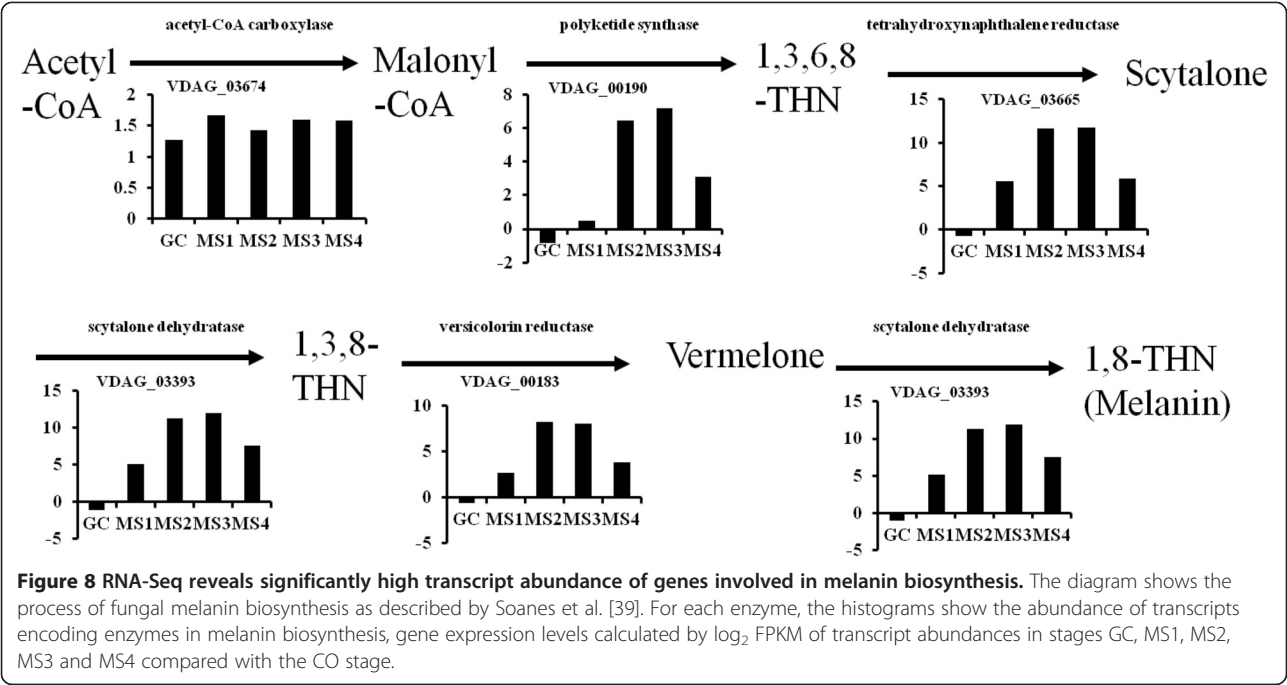 acetyl-CoA carboxylase
polyketide synthase
tetrahydroxynaphthalene reductase
Acetyl
-CoA
Malonyl
-CoA
1,3,6,8
-THN
Scytalone
VDAG_03674
2
1.5
1
0.5
0
GC MS1 MS2 MS3 MS4
VDAG_00190
8
6
4
2
0
-2
GC MS1 MS2 MS3 MS4
VDAG_03665
15
10
5
0
-5
GC MS1 MS2 MS3 MS4
scytalone dehydratase
versicolorin reductase
scytalone dehydratase
1,3,8-
THN
Vermelone
1,8-THN
(Melanin)
VDAG_03393
15
10
5
0
-5
GC MS1 MS2 MS3 MS4
VDAG_00183
10
5
0
-5
GC MS1 MS2 MS3 MS4
VDAG_03393
15
10
5
0
-5
GC MS1 MS2 MS3 MS4
Figure 8 RNA-Seq reveals significantly high transcript abundance of genes involved in melanin biosynthesis. The diagram shows the
process of fungal melanin biosynthesis as described by Soanes et al. [39]. For each enzyme, the histograms show the abundance of transcripts
encoding enzymes in melanin biosynthesis, gene expression levels calculated by log₂ FPKM of transcript abundances in stages GC, MS1, MS2,
MS3 and MS4 compared with the CO stage.